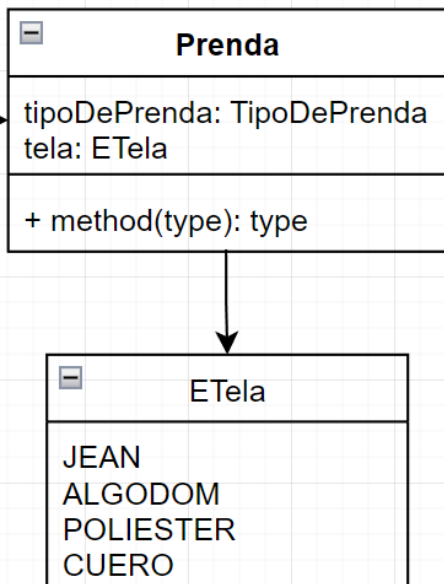 Prenda
tipoDePrenda: TipoDePrenda
tela: ETela
+ method(type): type
ETela
JEAN
ALGODOM
POLIESTER
CUERO